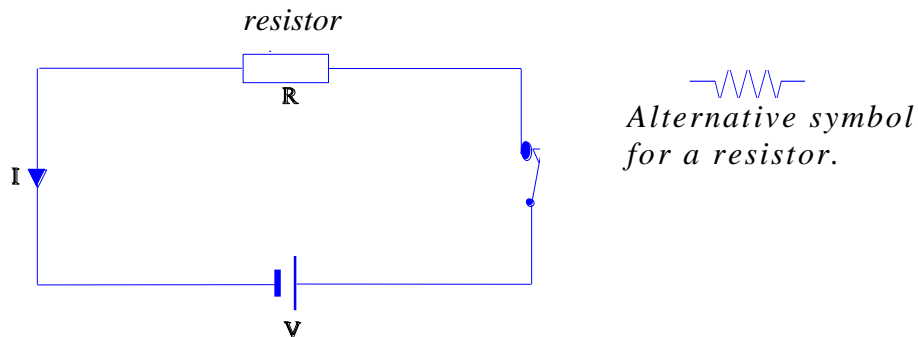 resistor
R
Alternative symbol
for a resistor.
I
V